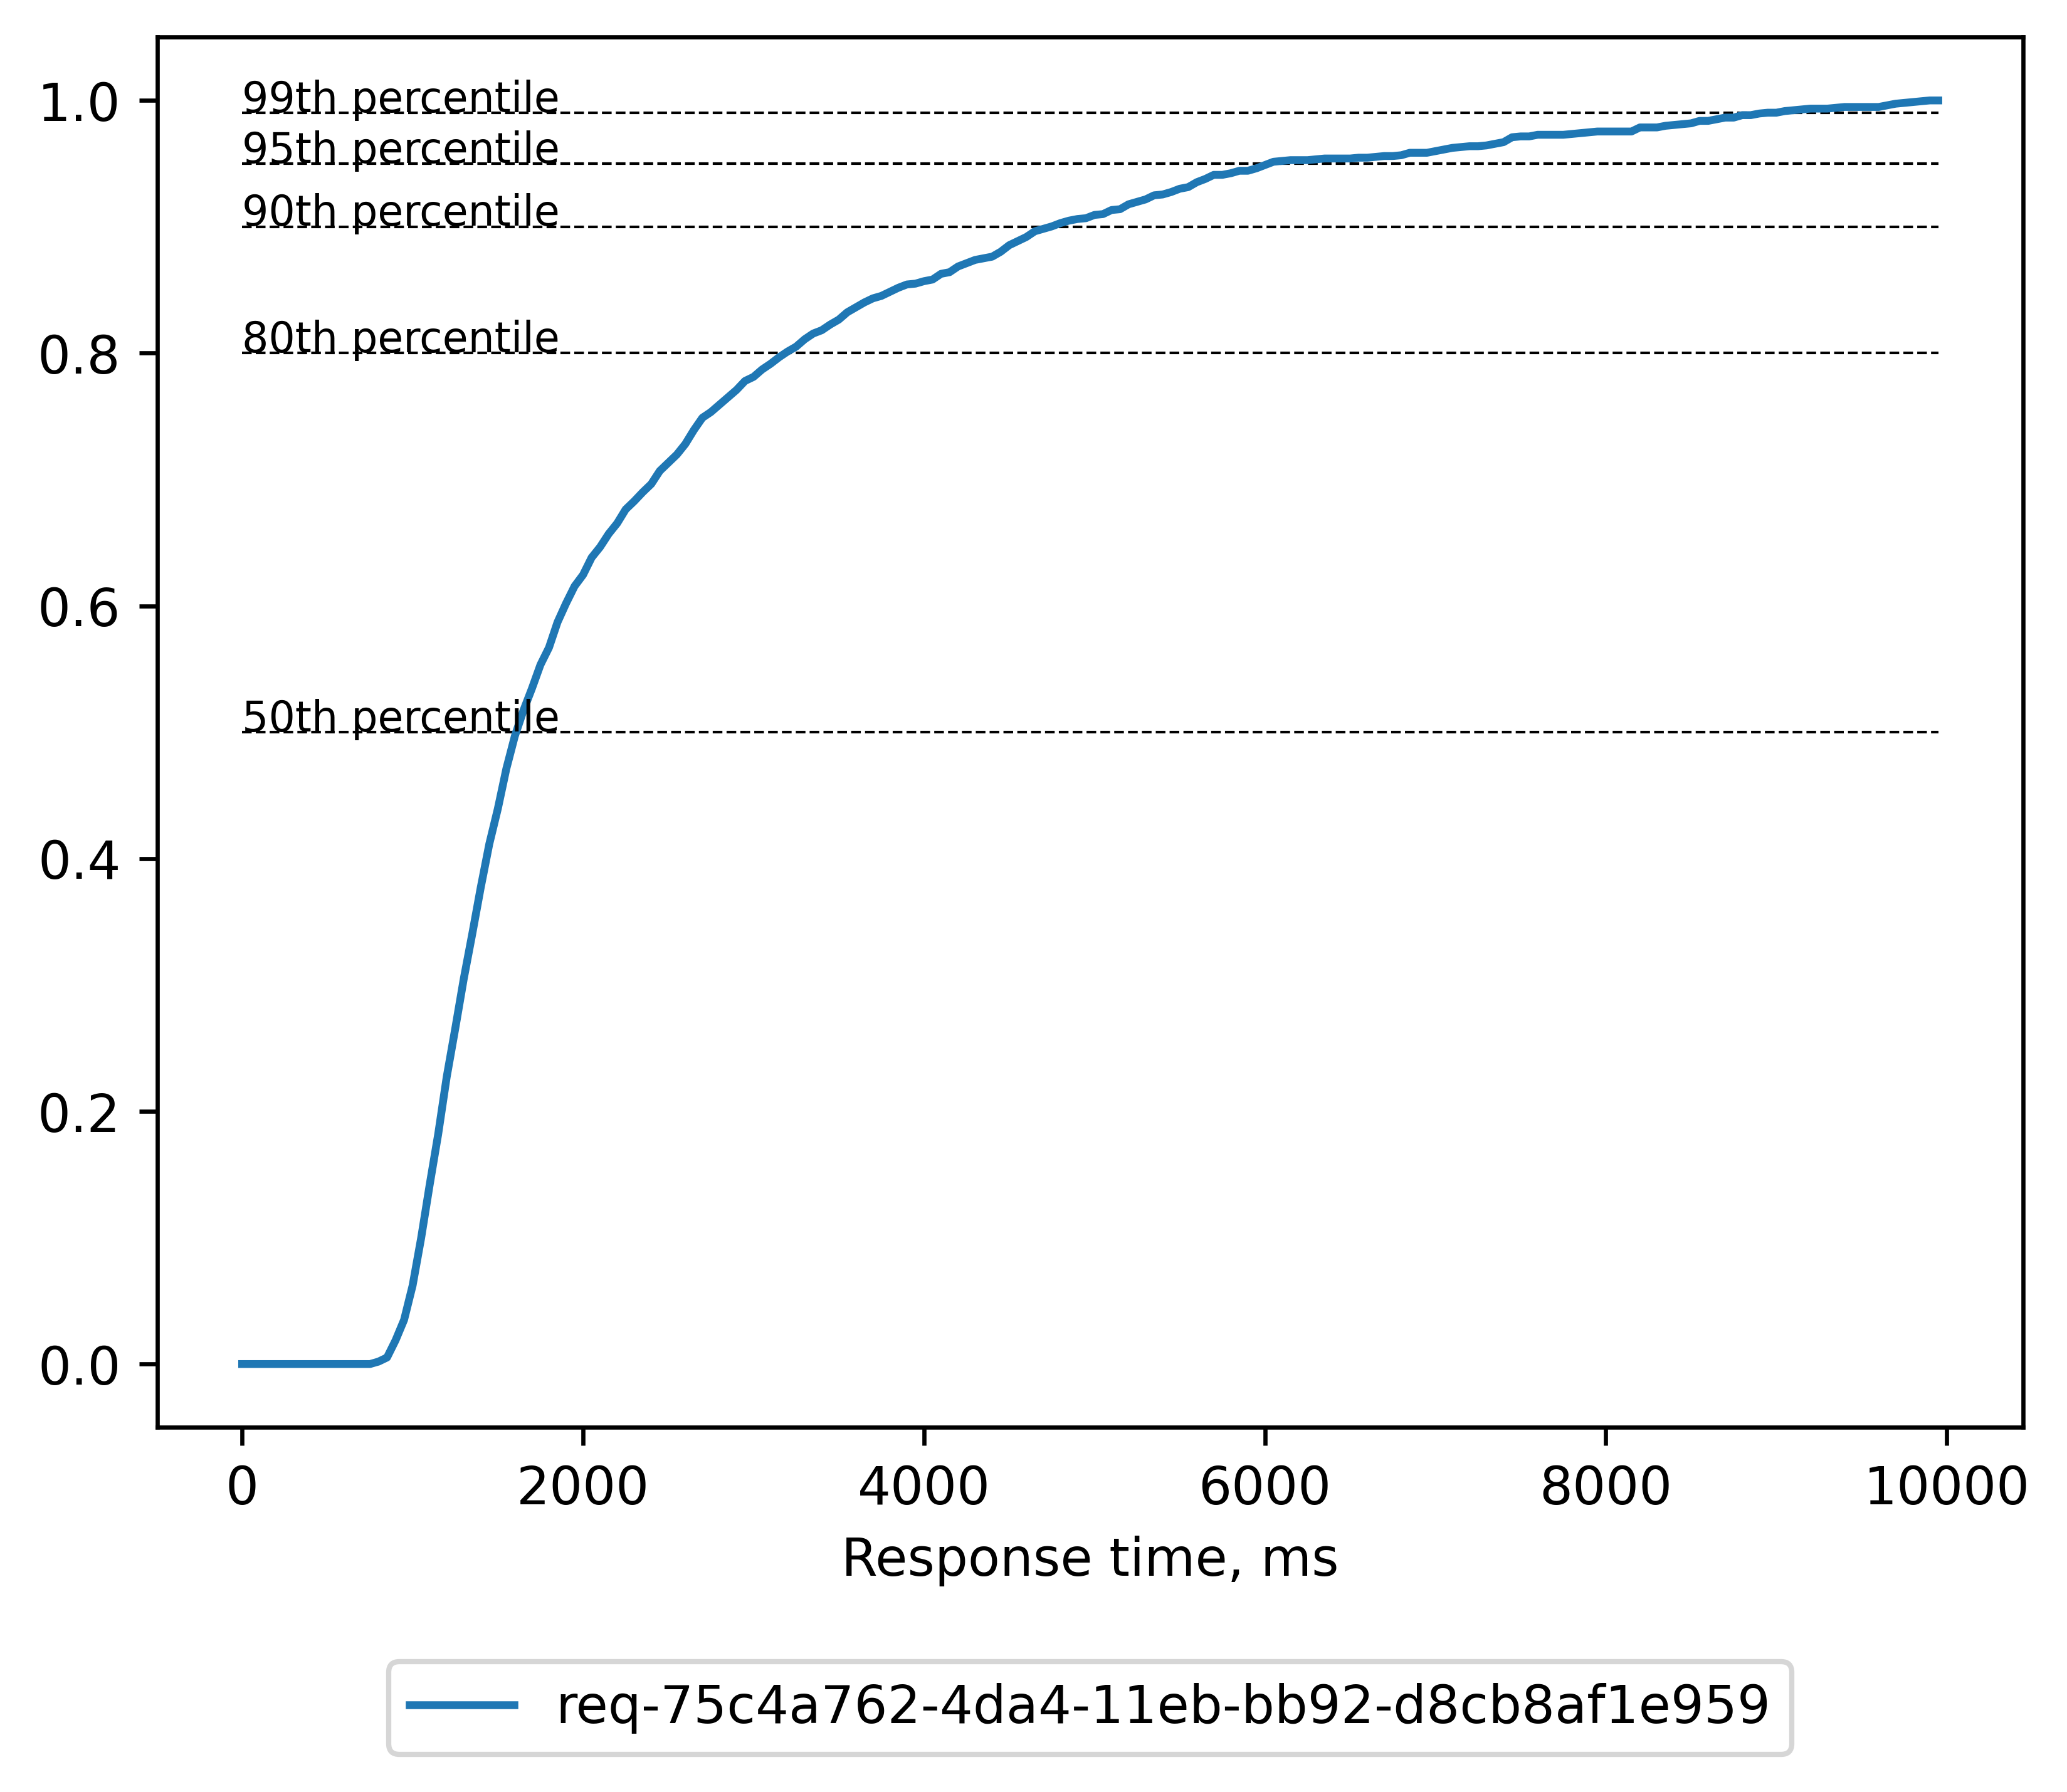 99th percentile
1.0
95th percentile
90th percentile
80th percentile
0.8
0.6
50th percentile
0.4
0.2
0.0
0 2000 4000 6000 8000 10000
Response time, ms
req-75c4a762-4da4-11eb-bb92-d8cb8af1e959